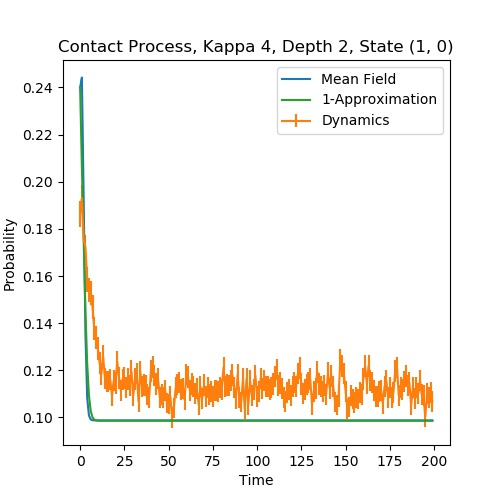 Contact Process, Kappa 4, Depth 2, State (1, 0)
Mean Field
1-Approximation
Dynamics
Probability
0.24
0.22
0.20
0.18
0.16
0.14
0.12
0.10
0 25 50 75 100 125 150 175 200
Time